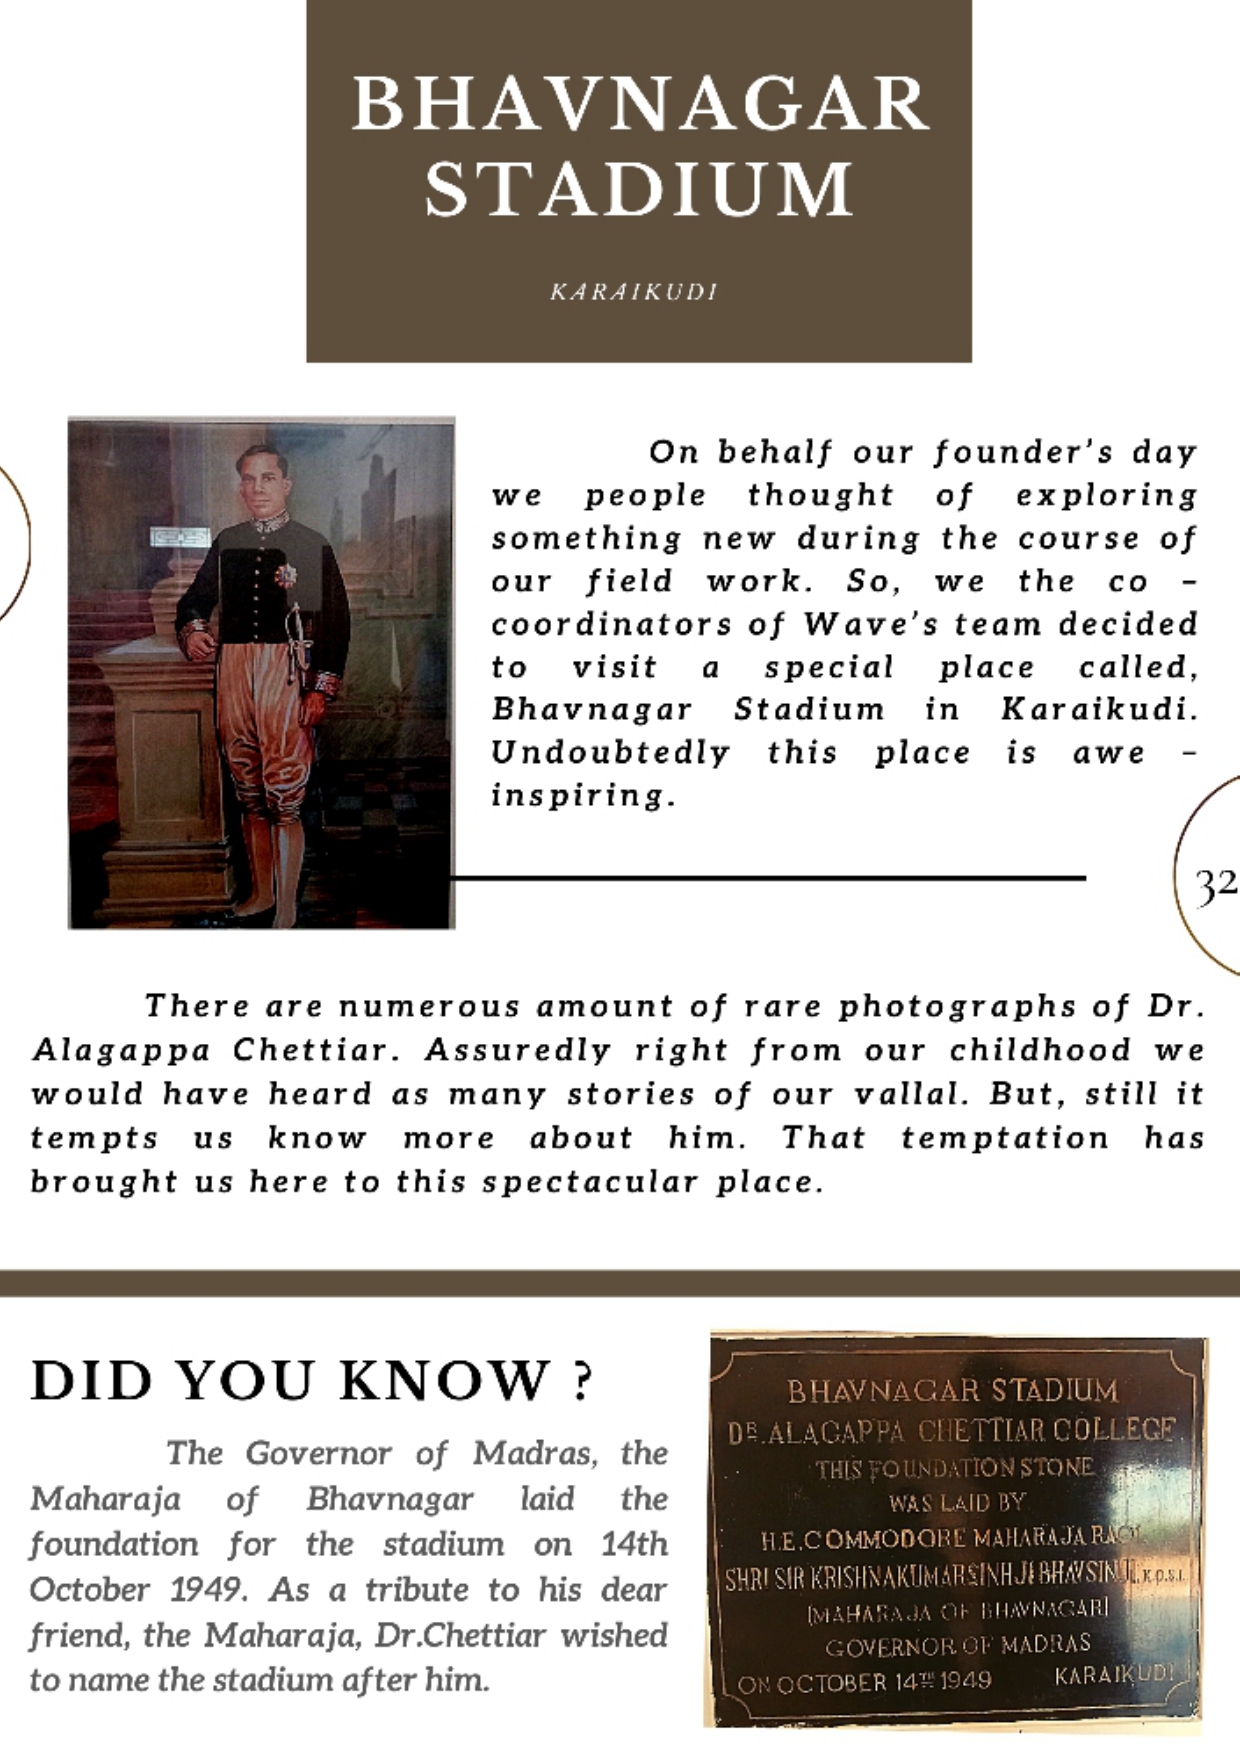 BHAVNAGAR
STADIUM
KARAIKUDI
On behalf our founder's day
we people thought of exploring
something new during the course of
our field work. So, we the co –
coordinators of Wave's team decided
to visit a special place called,
Bhavnagar Stadium in Karaikudi.
Undoubtedly this place is awe –
inspiring.
32
There are numerous amount of rare photographs of Dr.
Alagappa Chettiar. Assuredly right from our childhood we
would have heard as many stories of our vallal. But, still it
tempts us know more about him. That temptation has
brought us here to this spectacular place.
DID YOU KNOW ?
The Governor of Madras, the
Maharaja of Bhavnagar laid the
foundation for the stadium on 14th
October 1949. As a tribute to his dear
friend, the Maharaja, Dr.Chettiar wished
to name the stadium after him.
BHAVNAGAR STADIUM
DR. ALAGAPPA CHETTIAR COLLEGE
THIS FOUNDATION STONE
WAS LAID BY
H.E. COMMODORE MAHARAJA
SHRI SIR KRISHNAKUMARSINHJI
(MAHARAJA OF BHAVNAGAR)
GOVERNOR OF MADRAS
ON OCTOBER 14TH 1949 KARAIKUDI